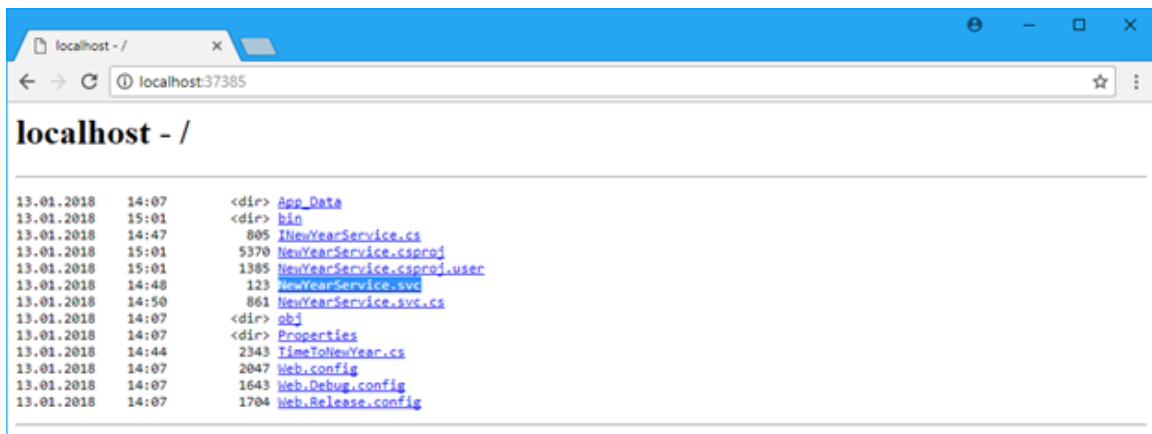 localhost - /
localhost:37385
localhost - /
13.01.2018 14:07 <dir> App_Data
13.01.2018 15:01 <dir> bin
13.01.2018 14:47 805 INewYearService.cs
13.01.2018 15:01 5370 NewYearService.csproj
13.01.2018 15:01 1385 NewYearService.csproj.user
13.01.2018 14:48 123 NewYearService.svc
13.01.2018 14:50 861 NewYearService.svc.cs
13.01.2018 14:07 <dir> obj
13.01.2018 14:07 <dir> Properties
13.01.2018 14:44 2343 TimeToNewYear.cs
13.01.2018 14:07 2047 Web.config
13.01.2018 14:07 1643 Web.Debug.config
13.01.2018 14:07 1704 Web.Release.config